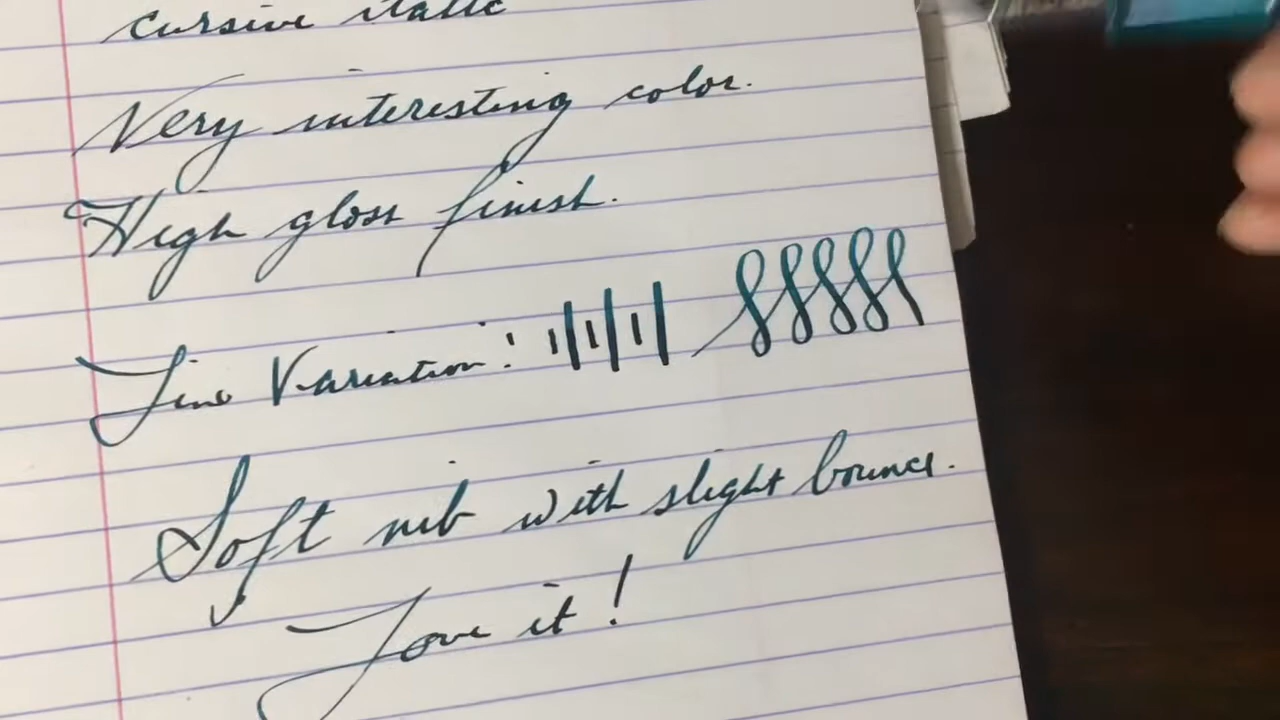 cursive italic
Very interesting color.
High gloss finish.
Line Variation:
Soft nib with slight bounce.
Love it!